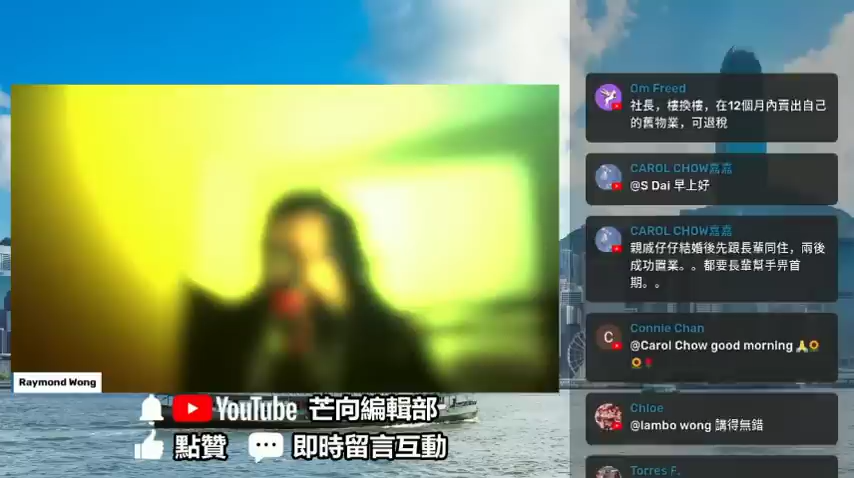 Raymond Wong
YouTube 芒向編輯部
點贊 即時留言互動
Om Freed
社長，樓換樓，在12個月內賣出自己
的舊物業，可退稅
CAROL CHOW嘉嘉
@S Dai 早上好
CAROL CHOW嘉嘉
親戚仔仔結婚後先跟長輩同住，兩後
成功置業。。都要長輩幫手畀首
期。。
C
Connie Chan
@Carol Chow good morning 🙏🌻
🌻🌹
Chloe
@lambo wong 講得無錯
Torres F.